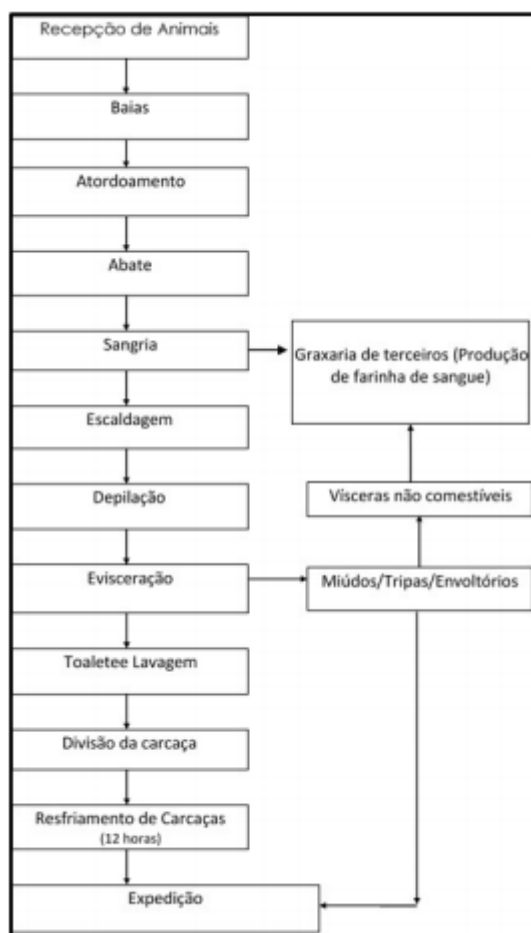 Recepção de Animais
Baias
Atordoamento
Abate
Sangria
Graxaria de terceiros (Produção
de farinha de sangue)
Escaldagem
Depilação
Vísceras não comestíveis
Evisceração
Miúdos/Tripas/Envoltórios
Toaletee Lavagem
Divisão da carcaça
Resfriamento de Carcaças
(12 horas)
Expedição